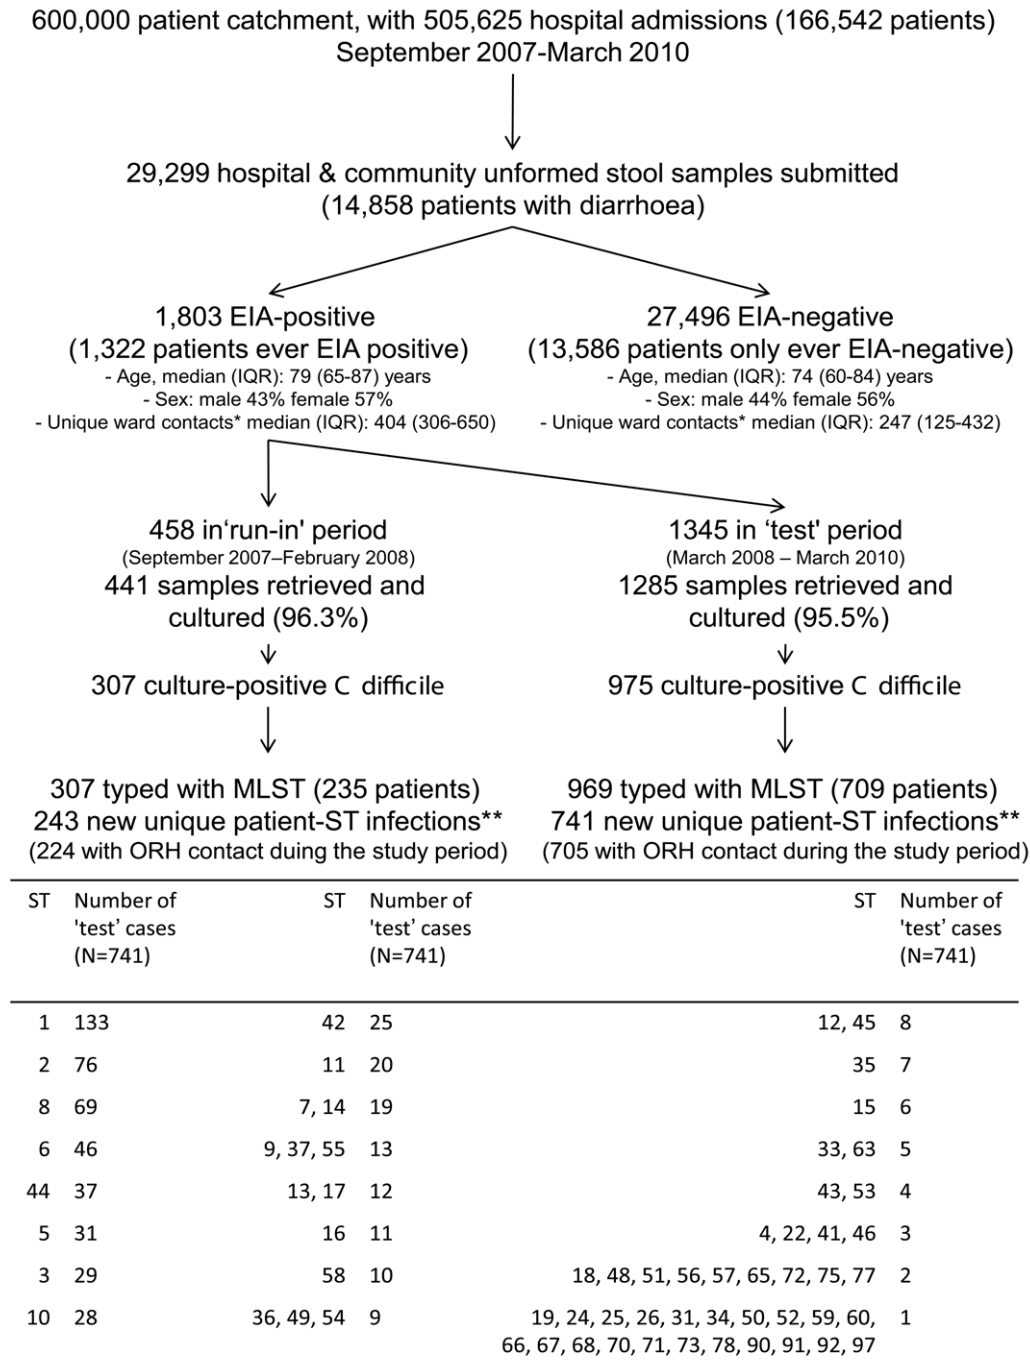 600,000 patient catchment, with 505,625 hospital admissions (166,542 patients)
September 2007-March 2010
29,299 hospital & community unformed stool samples submitted
(14,858 patients with diarrhoea)
1,803 EIA-positive
(1,322 patients ever EIA positive)
- Age, median (IQR): 79 (65-87) years
- Sex: male 43% female 57%
- Unique ward contacts* median (IQR): 404 (306-650)
27,496 EIA-negative
(13,586 patients only ever EIA-negative)
- Age, median (IQR): 74 (60-84) years
- Sex: male 44% female 56%
- Unique ward contacts* median (IQR): 247 (125-432)
458 in‘run-in' period
(September 2007–February 2008)
441 samples retrieved and
cultured (96.3%)
307 culture-positive C difficile
307 typed with MLST (235 patients)
243 new unique patient-ST infections**
(224 with ORH contact duing the study period)
1345 in ‘test' period
(March 2008 – March 2010)
1285 samples retrieved and
cultured (95.5%)
975 culture-positive C difficile
969 typed with MLST (709 patients)
741 new unique patient-ST infections**
(705 with ORH contact during the study period)
ST Number of ST Number of ST Number of
'test’ cases 'test’ cases 'test’ cases
(N=741) (N=741) (N=741)
1 133 42 25 12, 45 8
2 76 11 20 35 7
8 69 7, 14 19 15 6
6 46 9, 37, 55 13 33, 63 5
44 37 13, 17 12 43, 53 4
5 31 16 11 4, 22, 41, 46 3
3 29 58 10 18, 48, 51, 56, 57, 65, 72, 75, 77 2
10 28 36, 49, 54 9 19, 24, 25, 26, 31, 34, 50, 52, 59, 60, 1
66, 67, 68, 70, 71, 73, 78, 90, 91, 92, 97